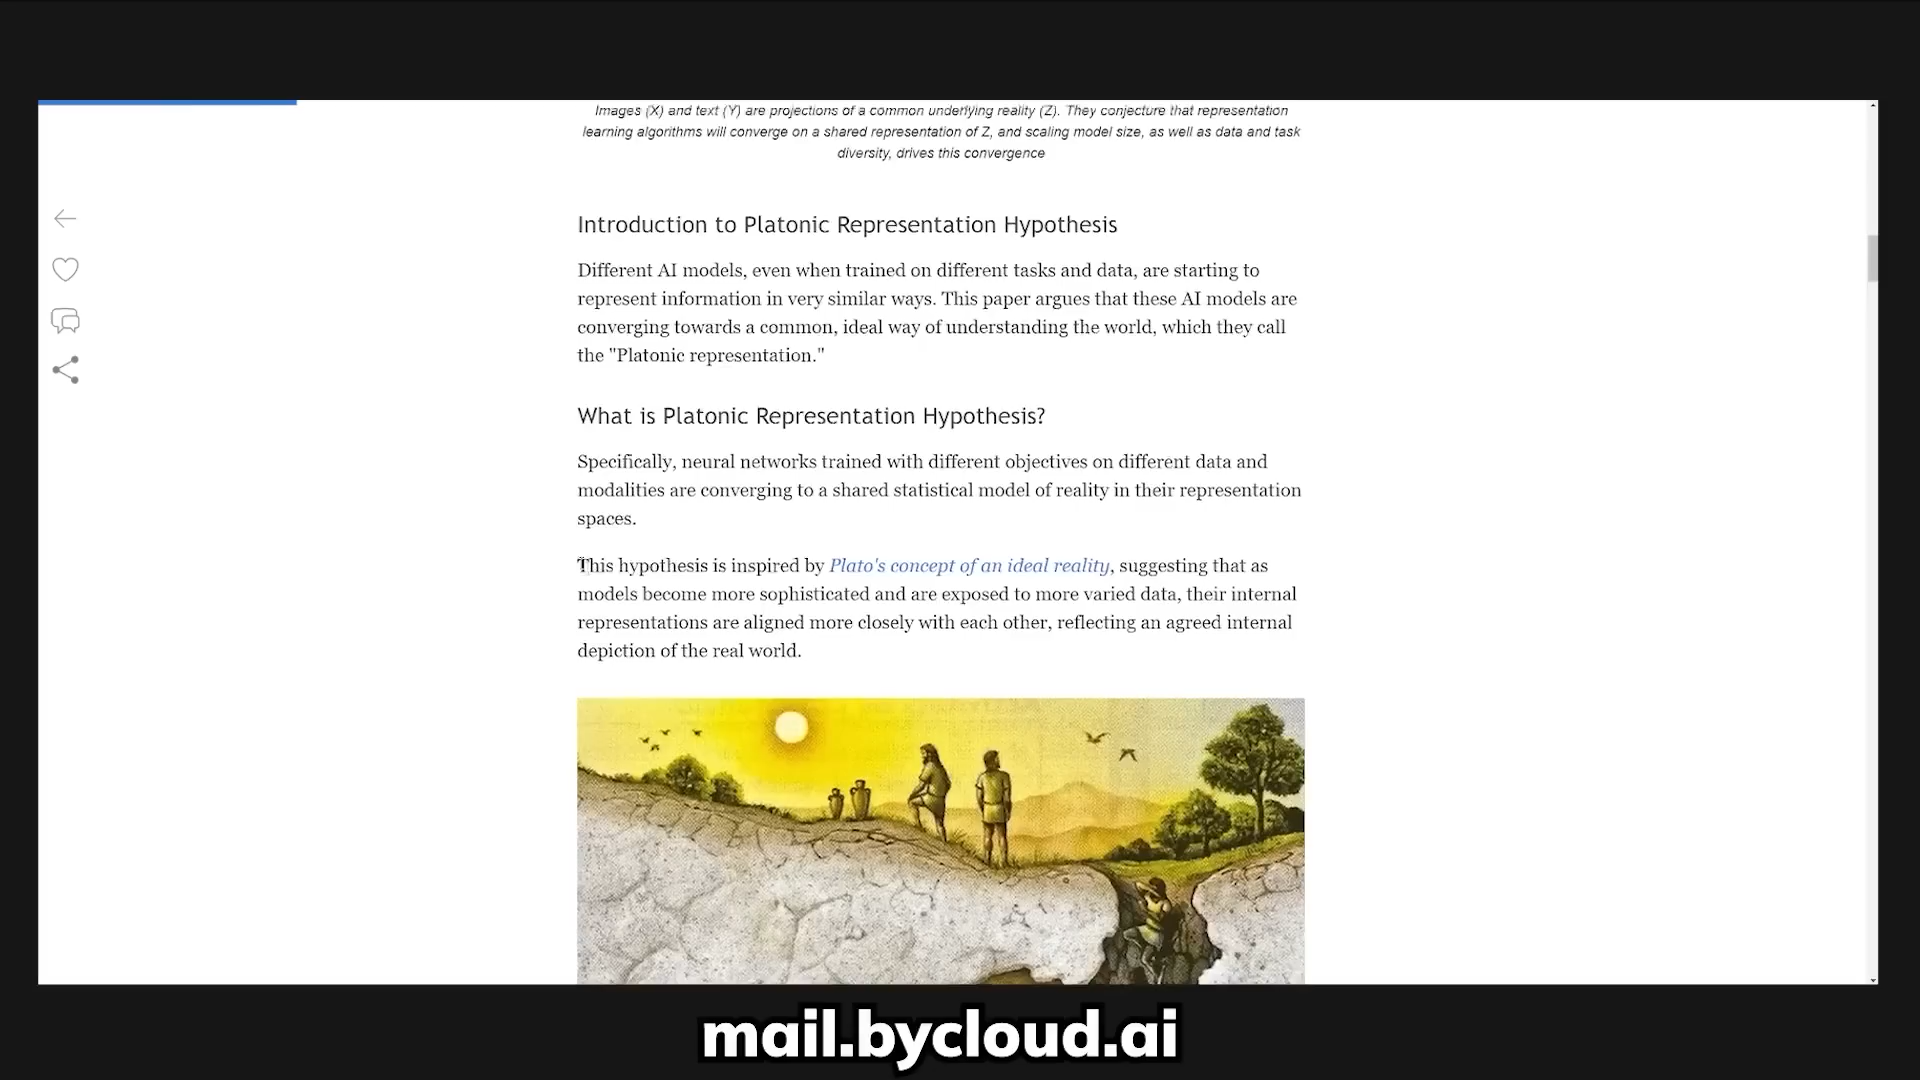 Images (X) and text (Y) are projections of a common underlying reality (Z). They conjecture that representation
learning algorithms will converge on a shared representation of Z, and scaling model size, as well as data and task
diversity, drives this convergence
Introduction to Platonic Representation Hypothesis
Different AI models, even when trained on different tasks and data, are starting to
represent information in very similar ways. This paper argues that these AI models are
converging towards a common, ideal way of understanding the world, which they call
the "Platonic representation."
What is Platonic Representation Hypothesis?
Specifically, neural networks trained with different objectives on different data and
modalities are converging to a shared statistical model of reality in their representation
spaces.
This hypothesis is inspired by Plato's concept of an ideal reality, suggesting that as
models become more sophisticated and are exposed to more varied data, their internal
representations are aligned more closely with each other, reflecting an agreed internal
depiction of the real world.
mail.bycloud.ai